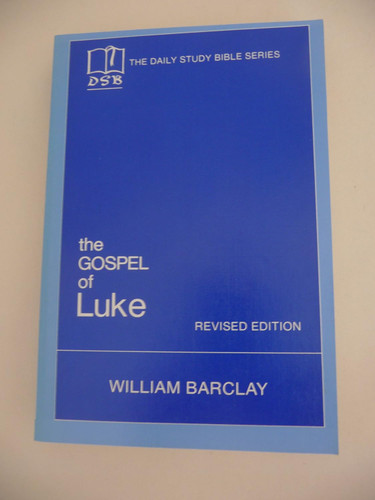 DSB
THE DAILY STUDY BIBLE SERIES
the
GOSPEL
of
Luke
REVISED EDITION
WILLIAM BARCLAY